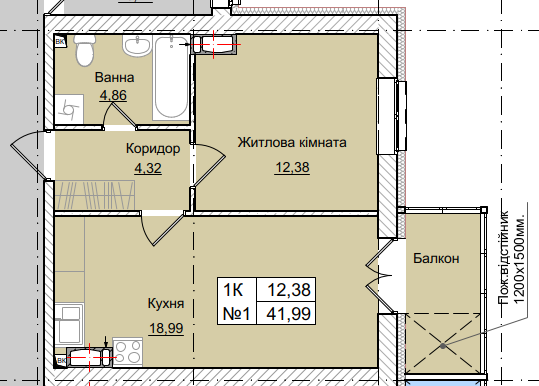 ВК
Ванна
4,86
Коридор
4,32
Житлова кімната
12,38
Кухня
18,99
1К 12,38
№1 41,99
Балкон
Пож.відстійник
1200х1500мм.
ВК